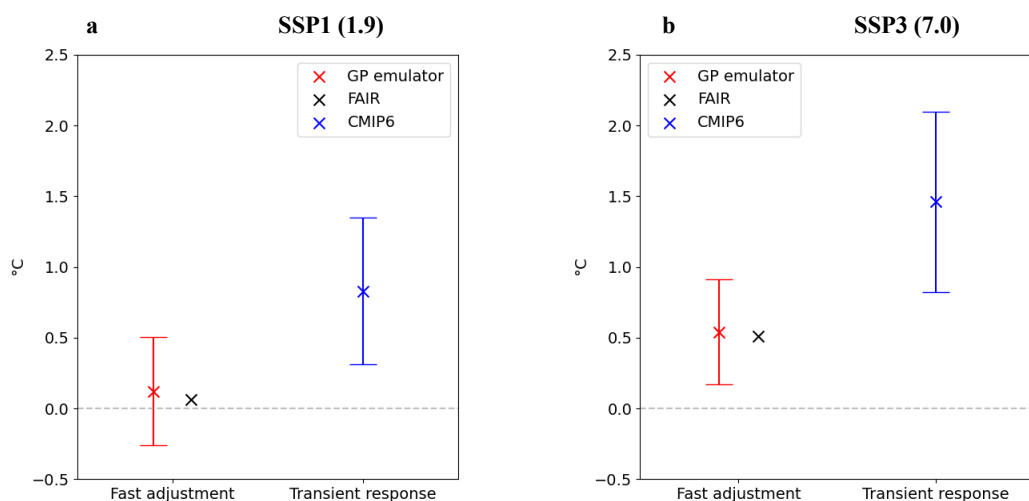 a SSP1 (1.9)
2.5
2.0
1.5
1.0
0.5
0.0
−0.5
°C
GP emulator
FAIR
CMIP6
Fast adjustment Transient response
b SSP3 (7.0)
2.5
2.0
1.5
1.0
0.5
0.0
−0.5
°C
GP emulator
FAIR
CMIP6
Fast adjustment Transient response